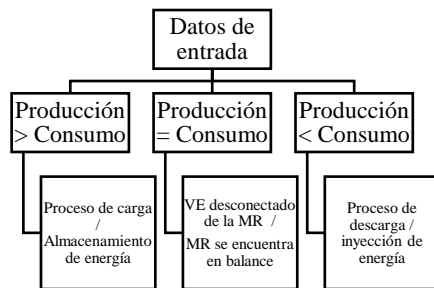 Datos de
entrada
Producción
> Consumo
Producción
= Consumo
Producción
< Consumo
Proceso de carga
/
Almacenamiento
de energía
VE desconectado
de la MR /
MR se encuentra
en balance
Proceso de
descarga /
inyección de
energía